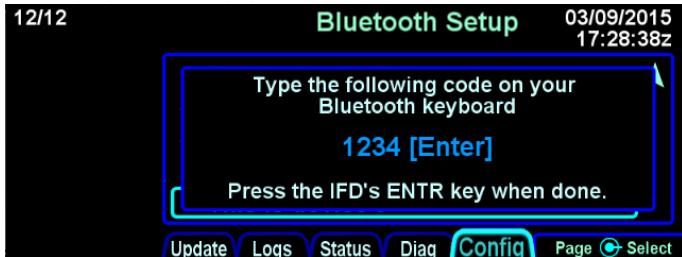 12/12
Bluetooth Setup
03/09/2015
17:28:38z
Type the following code on your
Bluetooth keyboard
1234 [Enter]
Press the IFD's ENTR key when done.
Update Logs Status Diag Config Page Select